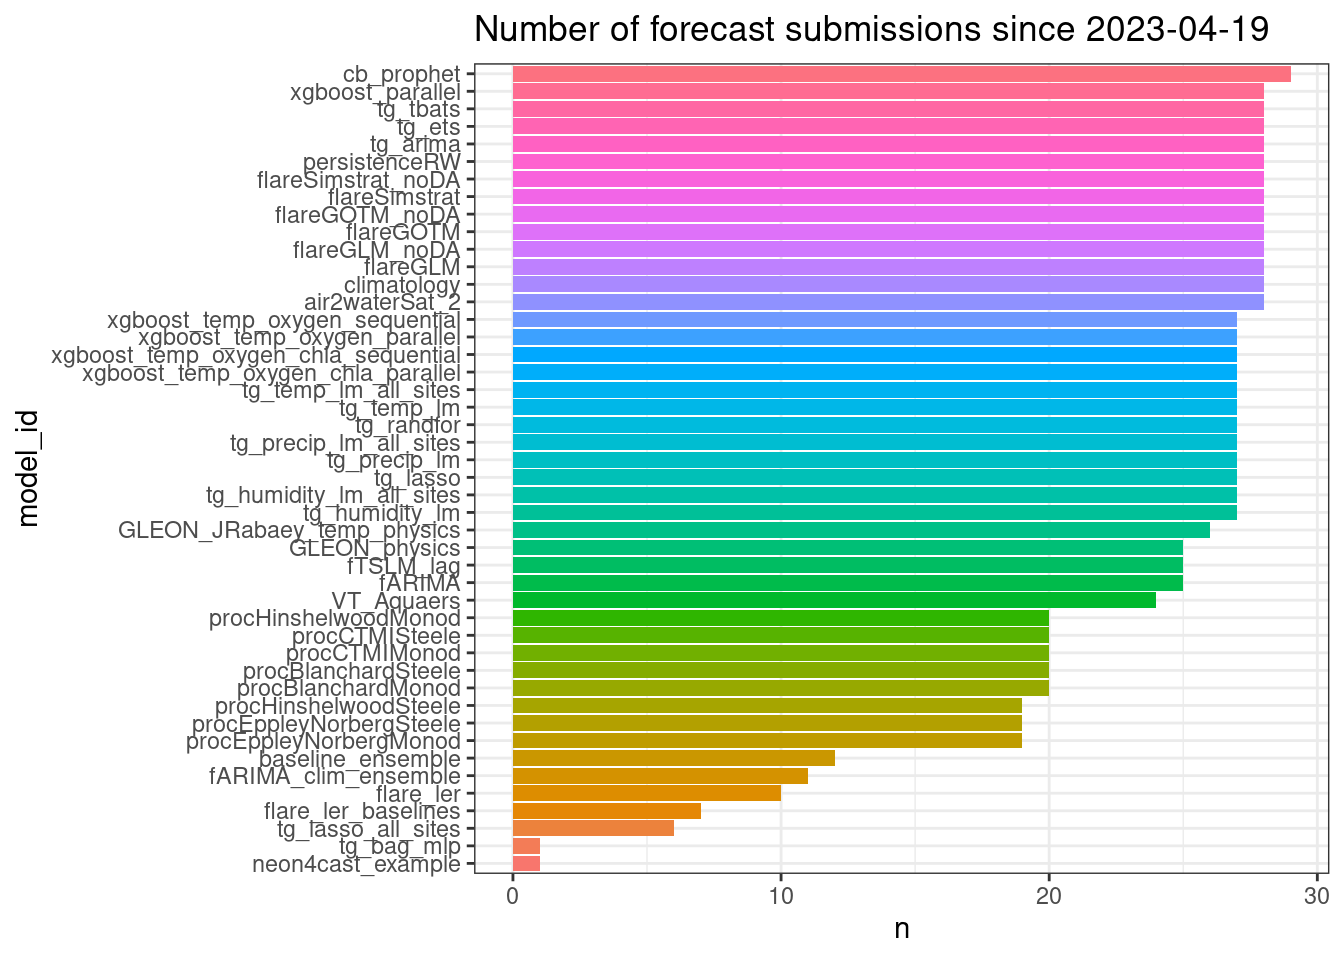 Number of forecast submissions since 2023-04-19
cb_prophet
xgboost_parallel
tg_tbats
tg_ets
tg_arima
persistenceRW
flareSimstrat_noDA
flareSimstrat
flareGOTM_noDA
flareGOTM
flareGLM_noDA
flareGLM
climatology
air2waterSat_2
xgboost_temp_oxygen_sequential
xgboost_temp_oxygen_parallel
xgboost_temp_oxygen_chla_sequential
xgboost_temp_oxygen_chla_parallel
tg_temp_lm_all_sites
tg_temp_lm
tg_randfor
tg_precip_lm_all_sites
tg_precip_lm
tg_lasso
tg_humidity_lm_all_sites
tg_humidity_lm
GLEON_JRabaey_temp_physics
GLEON_physics
fTSLM_lag
fARIMA
VT_Aquaers
procHinshelwoodMonod
procCTMISteele
procCTMIMonod
procBlanchardSteele
procBlanchardMonod
procHinshelwoodSteele
procEppleyNorbergSteele
procEppleyNorbergMonod
baseline_ensemble
fARIMA_clim_ensemble
flare_ler
flare_ler_baselines
tg_lasso_all_sites
tg_bag_mlp
neon4cast_example
model_id
0 10 20 30
n